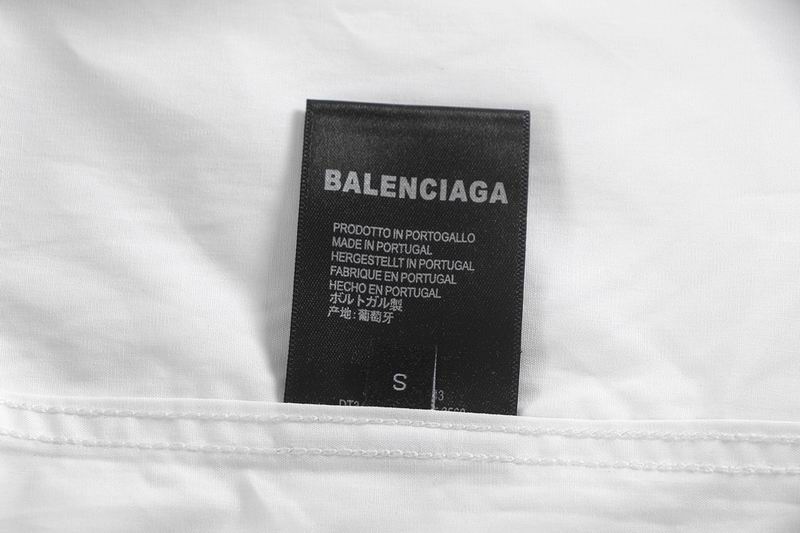 BALENCIAGA
PRODOTTO IN PORTOGALLO
MADE IN PORTUGAL
HERGESTELLT IN PORTUGAL
FABRIQUE EN PORTUGAL
HECHO EN PORTUGAL
ポルトガル製
产地:葡萄牙
S